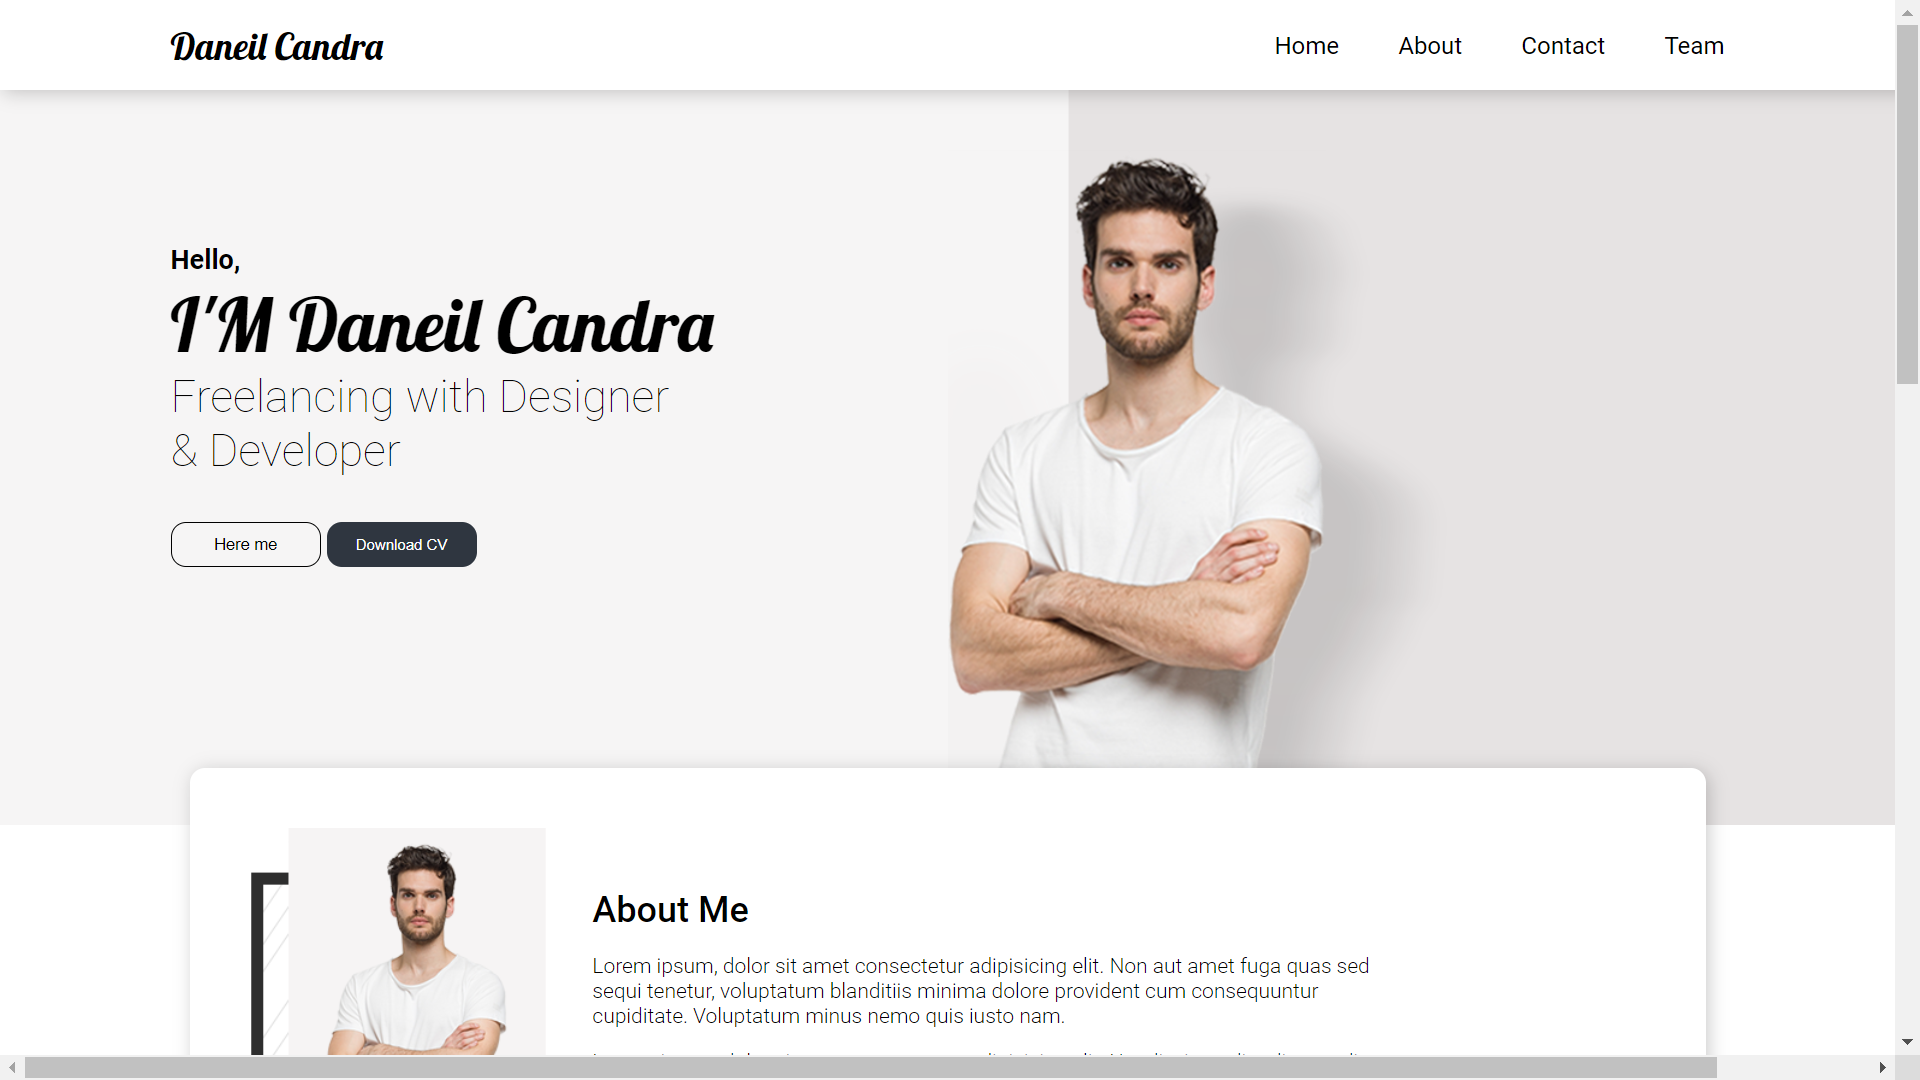 Daneil Candra
Home About Contact Team
Hello,
I'M Daneil Candra
Freelancing with Designer
& Developer
Here me Download CV
About Me
Lorem ipsum, dolor sit amet consectetur adipisicing elit. Non aut amet fuga quas sed
sequi tenetur, voluptatum blanditiis minima dolore provident cum consequuntur
cupiditate. Voluptatum minus nemo quis iusto nam.